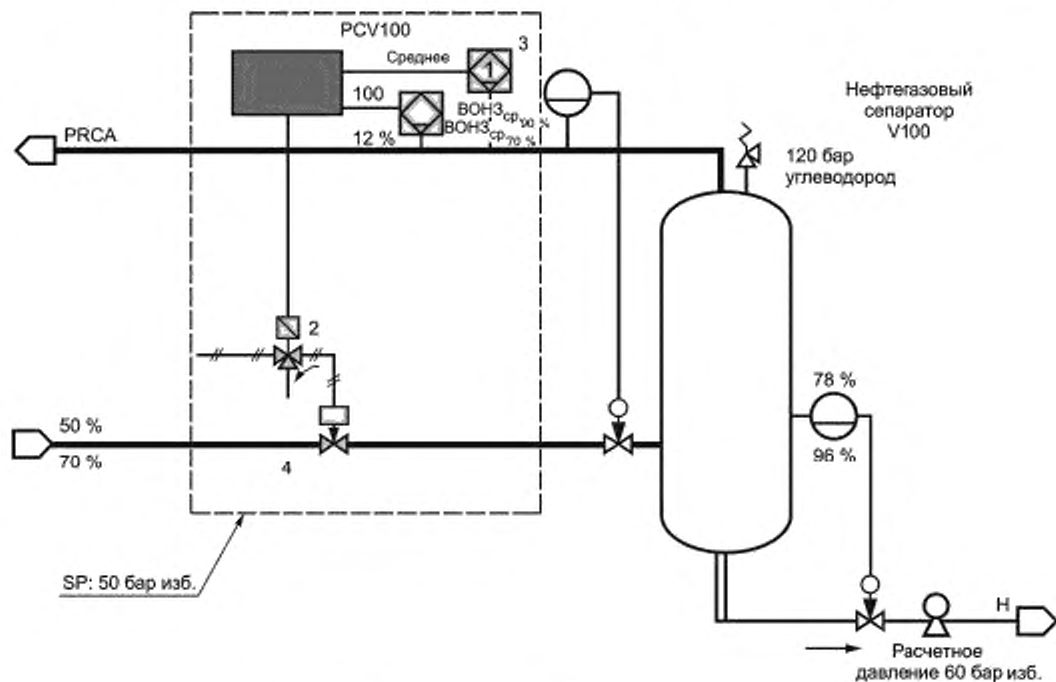 PCV100
3
Среднее
1
100
ВОНЗср90 %
ВОНЗср70 %
12 %
PRCA
Нефтегазовый
сепаратор
V100
120 бар
углеводород
2
78 %
96 %
50 %
70 %
4
SP: 50 бар изб.
H
Расчетное
давление 60 бар изб.